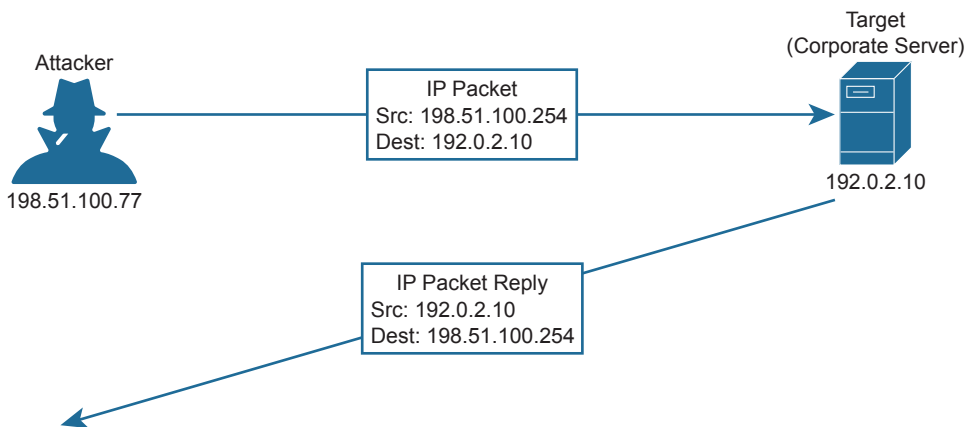 Attacker
198.51.100.77
IP Packet
Src: 198.51.100.254
Dest: 192.0.2.10
Target
(Corporate Server)
192.0.2.10
IP Packet Reply
Src: 192.0.2.10
Dest: 198.51.100.254